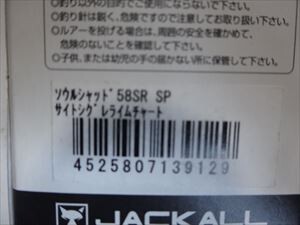 ◎釣り以外の目的でご使用にならないで下さい。
◎釣り針は鋭く、危険ですので注意してお取り扱い下さい。
◎ルアーを投げる場合は、周囲の安全を確かめて、
危険のないことを確認して下さい。
◎子供、または幼児の手の届かない所に保管して下さい。
ソウルシャッド58SR SP
サイトシグレライムチャート
4525807139129
JACKALL